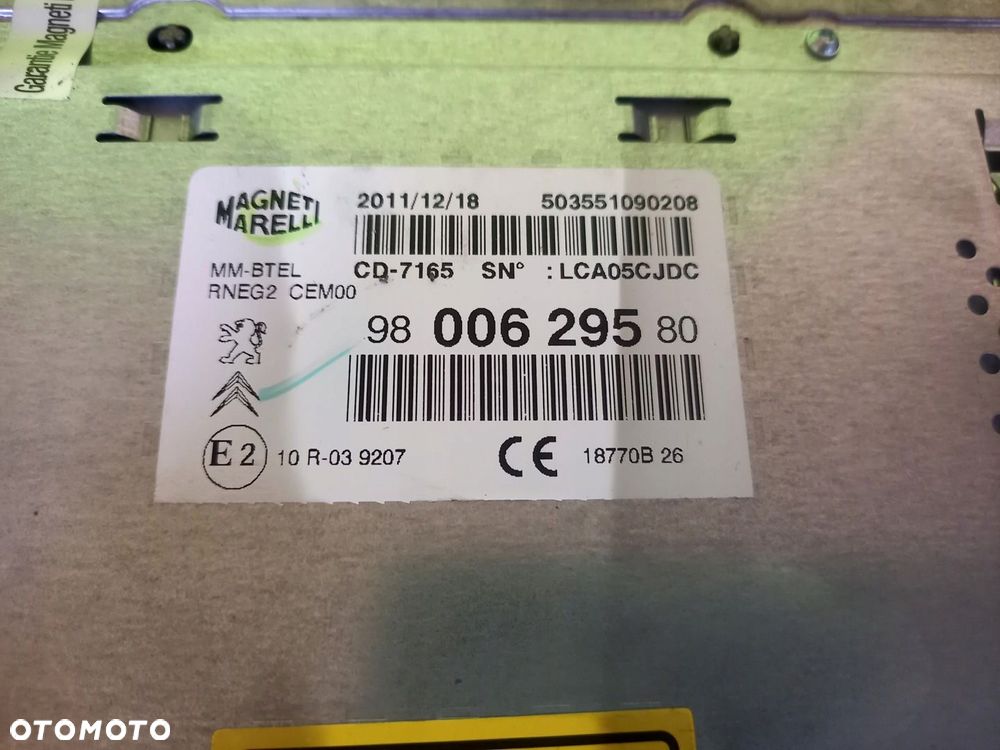 Garantie Magneti
MAGNETI MARELLI
2011/12/18 503551090208
MM-BTEL CD-7165 SN° : LCA05CJDC
RNEG2 CEM00
98 006 295 80
E2 10 R-03 9207 CE 18770B 26
OTOMOTO